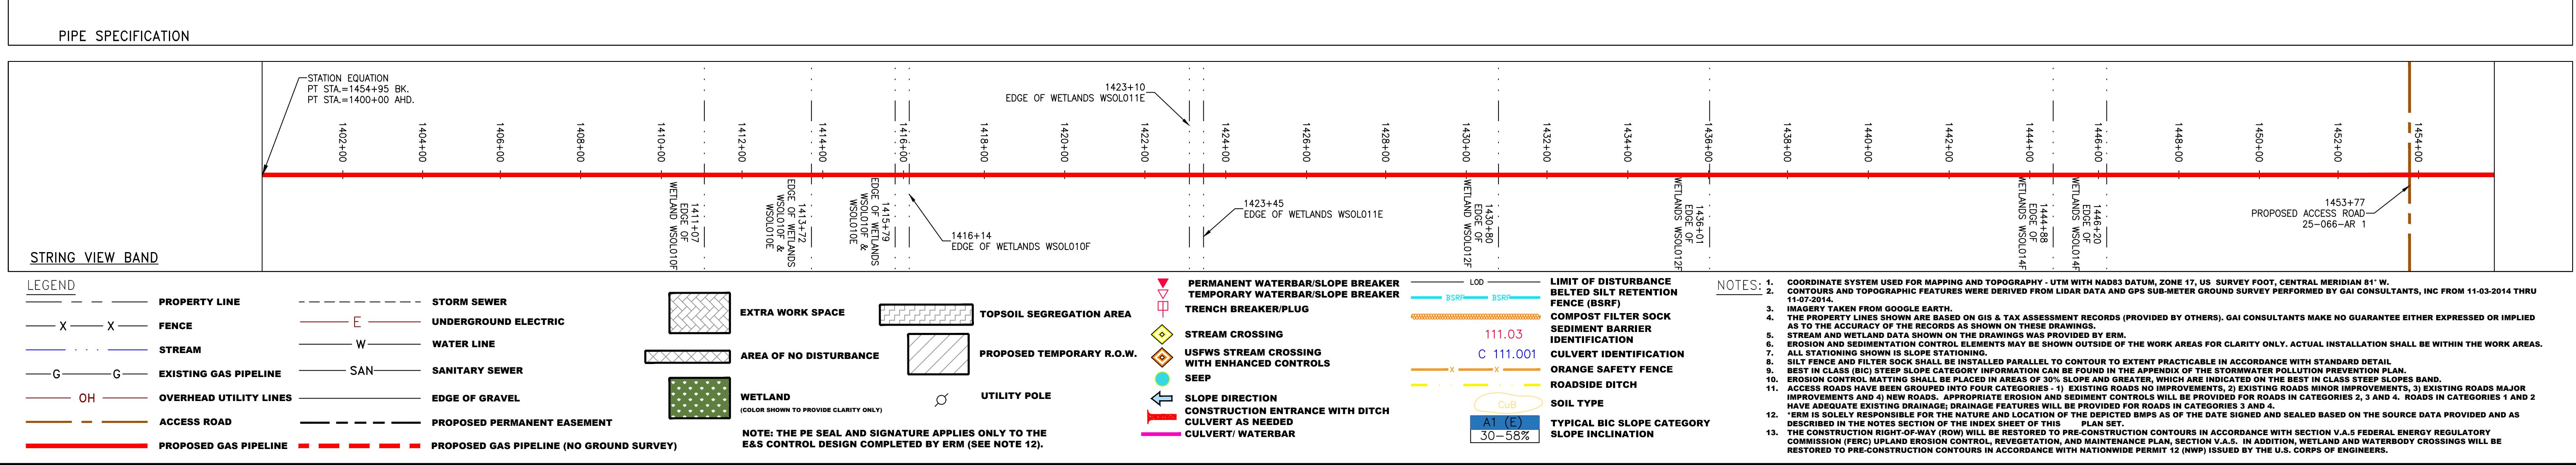 PIPE SPECIFICATION
STATION EQUATION
PT STA.=1454+95 BK.
PT STA.=1400+00 AHD.
1423+10
EDGE OF WETLANDS WSOL011E
1402+00
1404+00
1406+00
1408+00
1410+00
1412+00
1414+00
1416+00
1418+00
1420+00
1422+00
1424+00
1426+00
1428+00
1430+00
1432+00
1434+00
1436+00
1438+00
1440+00
1442+00
1444+00
1446+00
1448+00
1450+00
1452+00
1454+00
1411+07
EDGE OF
WETLAND WSOL010F
1413+72
EDGE OF WETLANDS
WSOL010F &
WSOL010E
1415+79
EDGE OF WETLANDS
WSOL010F &
WSOL010E
1416+14
EDGE OF WETLANDS WSOL010F
1423+45
EDGE OF WETLANDS WSOL011E
1430+80
EDGE OF
WETLAND WSOL012F
1436+01
EDGE OF
WETLANDS WSOL012F
1444+88
EDGE OF
WETLANDS WSOL014F
1446+20
EDGE OF
WETLANDS WSOL014F
1453+77
PROPOSED ACCESS ROAD
25-066-AR 1
STRING VIEW BAND
LEGEND
PROPERTY LINE
X X FENCE
STREAM
G G EXISTING GAS PIPELINE
OH OVERHEAD UTILITY LINES
ACCESS ROAD
PROPOSED GAS PIPELINE
STORM SEWER
E UNDERGROUND ELECTRIC
W WATER LINE
SAN SANITARY SEWER
EDGE OF GRAVEL
PROPOSED PERMANENT EASEMENT
PROPOSED GAS PIPELINE (NO GROUND SURVEY)
EXTRA WORK SPACE
AREA OF NO DISTURBANCE
WETLAND
(COLOR SHOWN TO PROVIDE CLARITY ONLY)
TOPSOIL SEGREGATION AREA
PROPOSED TEMPORARY R.O.W.
UTILITY POLE
NOTE: THE PE SEAL AND SIGNATURE APPLIES ONLY TO THE
E&S CONTROL DESIGN COMPLETED BY ERM (SEE NOTE 12).
PERMANENT WATERBAR/SLOPE BREAKER
TEMPORARY WATERBAR/SLOPE BREAKER
TRENCH BREAKER/PLUG
STREAM CROSSING
USFWS STREAM CROSSING
WITH ENHANCED CONTROLS
SEEP
SLOPE DIRECTION
CONSTRUCTION ENTRANCE WITH DITCH
CULVERT AS NEEDED
CULVERT/ WATERBAR
LOD LIMIT OF DISTURBANCE
BSRF BSRF BELTED SILT RETENTION
FENCE (BSRF)
COMPOST FILTER SOCK
111.03 SEDIMENT BARRIER
IDENTIFICATION
C 111.001 CULVERT IDENTIFICATION
X X ORANGE SAFETY FENCE
ROADSIDE DITCH
CuB SOIL TYPE
A1 (E) TYPICAL BIC SLOPE CATEGORY
30-58% SLOPE INCLINATION
NOTES:
1. COORDINATE SYSTEM USED FOR MAPPING AND TOPOGRAPHY - UTM WITH NAD83 DATUM, ZONE 17, US SURVEY FOOT, CENTRAL MERIDIAN 81° W.
2. CONTOURS AND TOPOGRAPHIC FEATURES WERE DERIVED FROM LIDAR DATA AND GPS SUB-METER GROUND SURVEY PERFORMED BY GAI CONSULTANTS, INC FROM 11-03-2014 THRU
11-07-2014.
3. IMAGERY TAKEN FROM GOOGLE EARTH.
4. THE PROPERTY LINES SHOWN ARE BASED ON GIS & TAX ASSESSMENT RECORDS (PROVIDED BY OTHERS). GAI CONSULTANTS MAKE NO GUARANTEE EITHER EXPRESSED OR IMPLIED
AS TO THE ACCURACY OF THE RECORDS AS SHOWN ON THESE DRAWINGS.
5. STREAM AND WETLAND DATA SHOWN ON THE DRAWINGS WAS PROVIDED BY ERM.
6. EROSION AND SEDIMENTATION CONTROL ELEMENTS MAY BE SHOWN OUTSIDE OF THE WORK AREAS FOR CLARITY ONLY. ACTUAL INSTALLATION SHALL BE WITHIN THE WORK AREAS.
7. ALL STATIONING SHOWN IS SLOPE STATIONING.
8. SILT FENCE AND FILTER SOCK SHALL BE INSTALLED PARALLEL TO CONTOUR TO EXTENT PRACTICABLE IN ACCORDANCE WITH STANDARD DETAIL
9. BEST IN CLASS (BIC) STEEP SLOPE CATEGORY INFORMATION CAN BE FOUND IN THE APPENDIX OF THE STORMWATER POLLUTION PREVENTION PLAN.
10. EROSION CONTROL MATTING SHALL BE PLACED IN AREAS OF 30% SLOPE AND GREATER, WHICH ARE INDICATED ON THE BEST IN CLASS STEEP SLOPES BAND.
11. ACCESS ROADS HAVE BEEN GROUPED INTO FOUR CATEGORIES - 1) EXISTING ROADS NO IMPROVEMENTS, 2) EXISTING ROADS MINOR IMPROVEMENTS, 3) EXISTING ROADS MAJOR
IMPROVEMENTS AND 4) NEW ROADS. APPROPRIATE EROSION AND SEDIMENT CONTROLS WILL BE PROVIDED FOR ROADS IN CATEGORIES 2, 3 AND 4. ROADS IN CATEGORIES 1 AND 2
HAVE ADEQUATE EXISTING DRAINAGE; DRAINAGE FEATURES WILL BE PROVIDED FOR ROADS IN CATEGORIES 3 AND 4.
12. *ERM IS SOLELY RESPONSIBLE FOR THE NATURE AND LOCATION OF THE DEPICTED BMPS AS OF THE DATE SIGNED AND SEALED BASED ON THE SOURCE DATA PROVIDED AND AS
DESCRIBED IN THE NOTES SECTION OF THE INDEX SHEET OF THIS PLAN SET.
13. THE CONSTRUCTION RIGHT-OF-WAY (ROW) WILL BE RESTORED TO PRE-CONSTRUCTION CONTOURS IN ACCORDANCE WITH SECTION V.A.5 FEDERAL ENERGY REGULATORY
COMMISSION (FERC) UPLAND EROSION CONTROL, REVEGETATION, AND MAINTENANCE PLAN, SECTION V.A.5. IN ADDITION, WETLAND AND WATERBODY CROSSINGS WILL BE
RESTORED TO PRE-CONSTRUCTION CONTOURS IN ACCORDANCE WITH NATIONWIDE PERMIT 12 (NWP) ISSUED BY THE U.S. CORPS OF ENGINEERS.